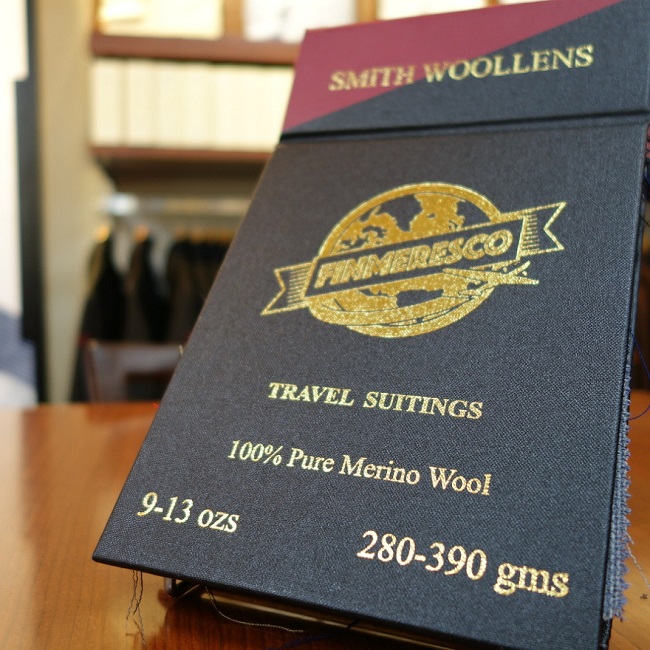 SMITH WOOLLENS
FINMERESCO
TRAVEL SUITINGS
100% Pure Merino Wool
9-13 ozs
280-390 gms